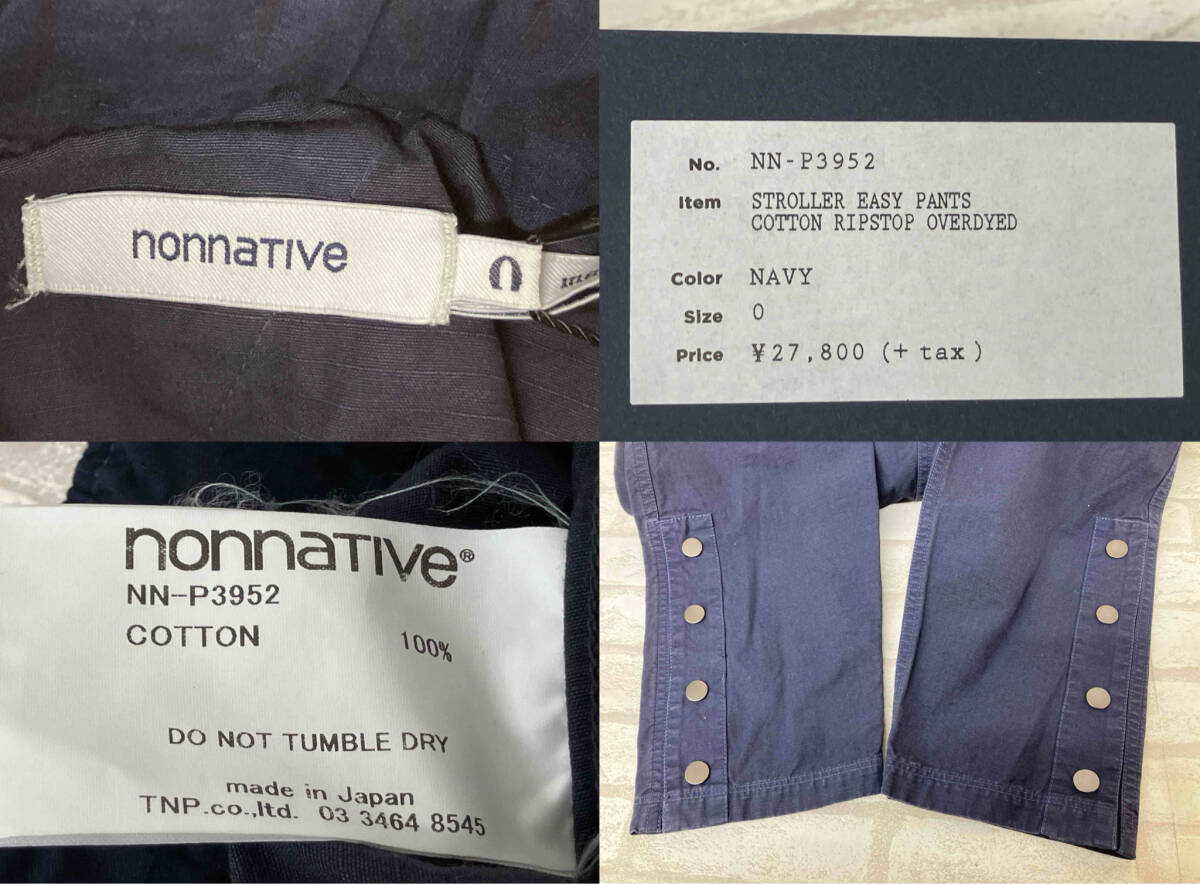 nonnative
No. NN-P3952
Item STROLLER EASY PANTS
COTTON RIPSTOP OVERDYED
Color NAVY
Size 0
Price ¥27,800 (+ tax)
nonnative®
NN-P3952
COTTON 100%
DO NOT TUMBLE DRY
made in Japan
TNP.co.,ltd. 03 3464 8545